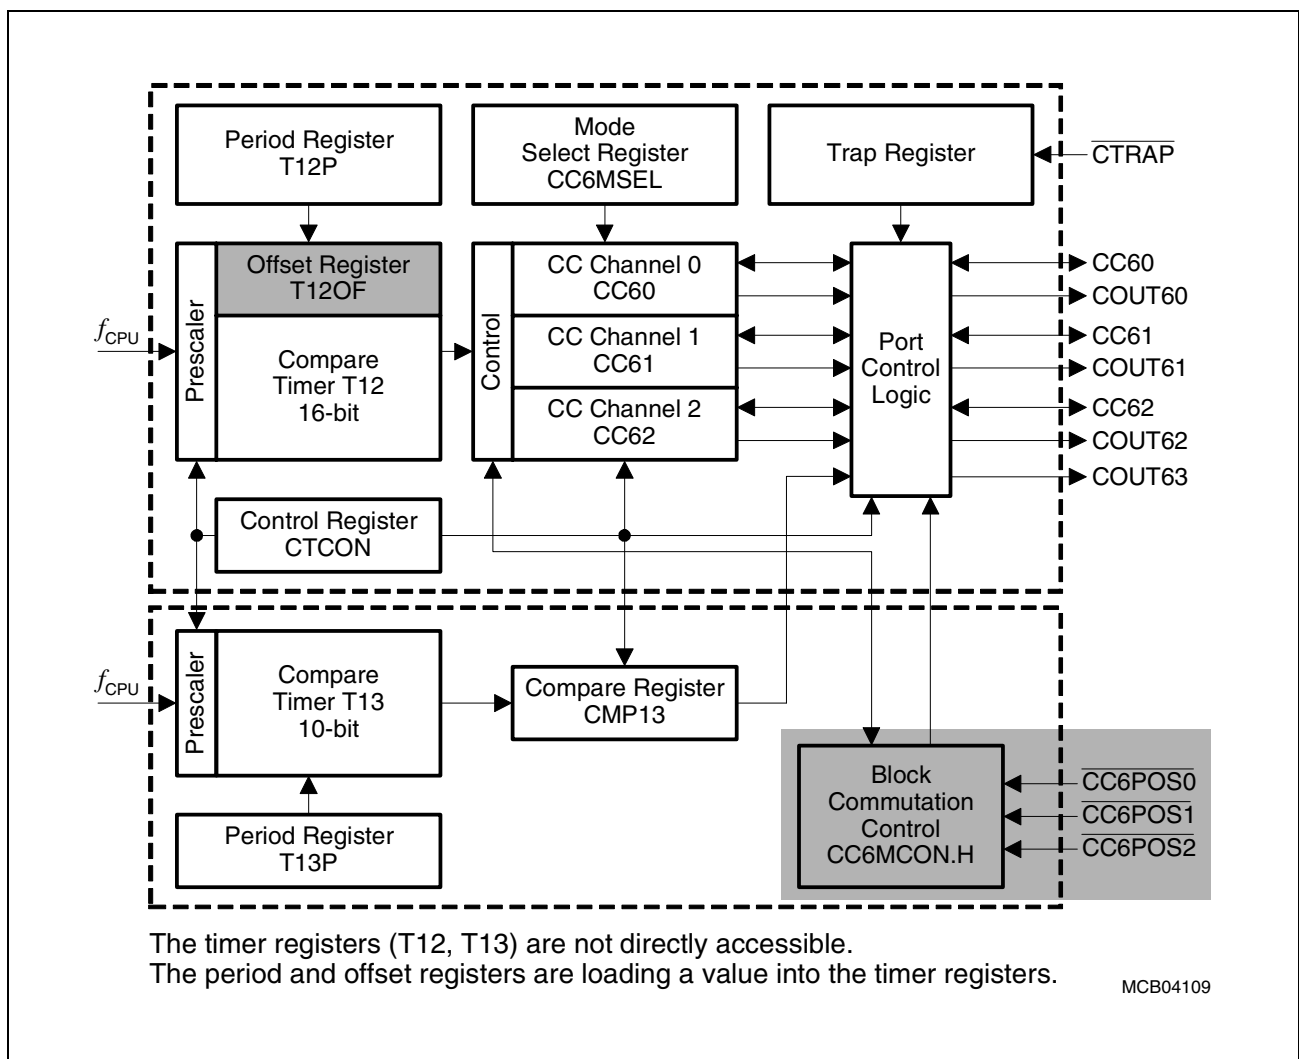 Period Register
T12P
Mode
Select Register
CC6MSEL
Trap Register
CTRAP
Prescaler
Offset Register
T12OF
Compare
Timer T12
16-bit
fCPU
Control
CC Channel 0
CC60
CC Channel 1
CC61
CC Channel 2
CC62
Port
Control
Logic
CC60
COUT60
CC61
COUT61
CC62
COUT62
COUT63
Control Register
CTCON
fCPU
Prescaler
Compare
Timer T13
10-bit
Compare Register
CMP13
Period Register
T13P
Block
Commutation
Control
CC6MCON.H
CC6POS0
CC6POS1
CC6POS2
The timer registers (T12, T13) are not directly accessible.
The period and offset registers are loading a value into the timer registers.
MCB04109